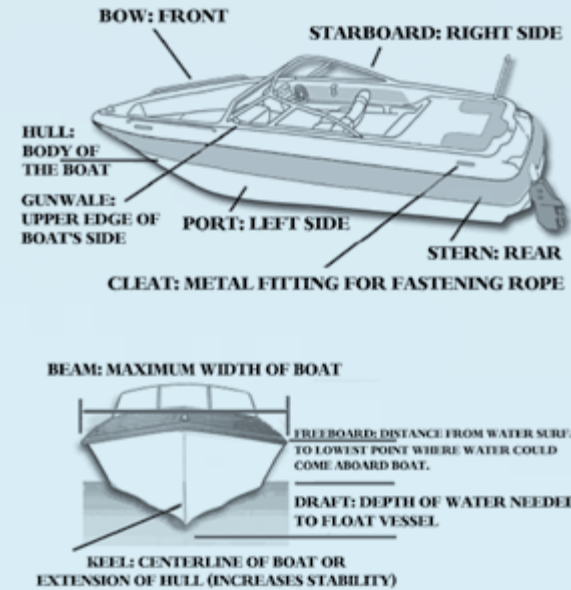 BOW: FRONT
STARBOARD: RIGHT SIDE
HULL:
BODY OF
THE BOAT
GUNWALE:
UPPER EDGE OF
BOAT'S SIDE
PORT: LEFT SIDE
STERN: REAR
CLEAT: METAL FITTING FOR FASTENING ROPE
BEAM: MAXIMUM WIDTH OF BOAT
FREEBOARD: DISTANCE FROM WATER SURF
TO LOWEST POINT WHERE WATER COULD
COME ABOARD BOAT.
DRAFT: DEPTH OF WATER NEEDED
TO FLOAT VESSEL
KEEL: CENTERLINE OF BOAT OR
EXTENSION OF HULL (INCREASES STABILITY)